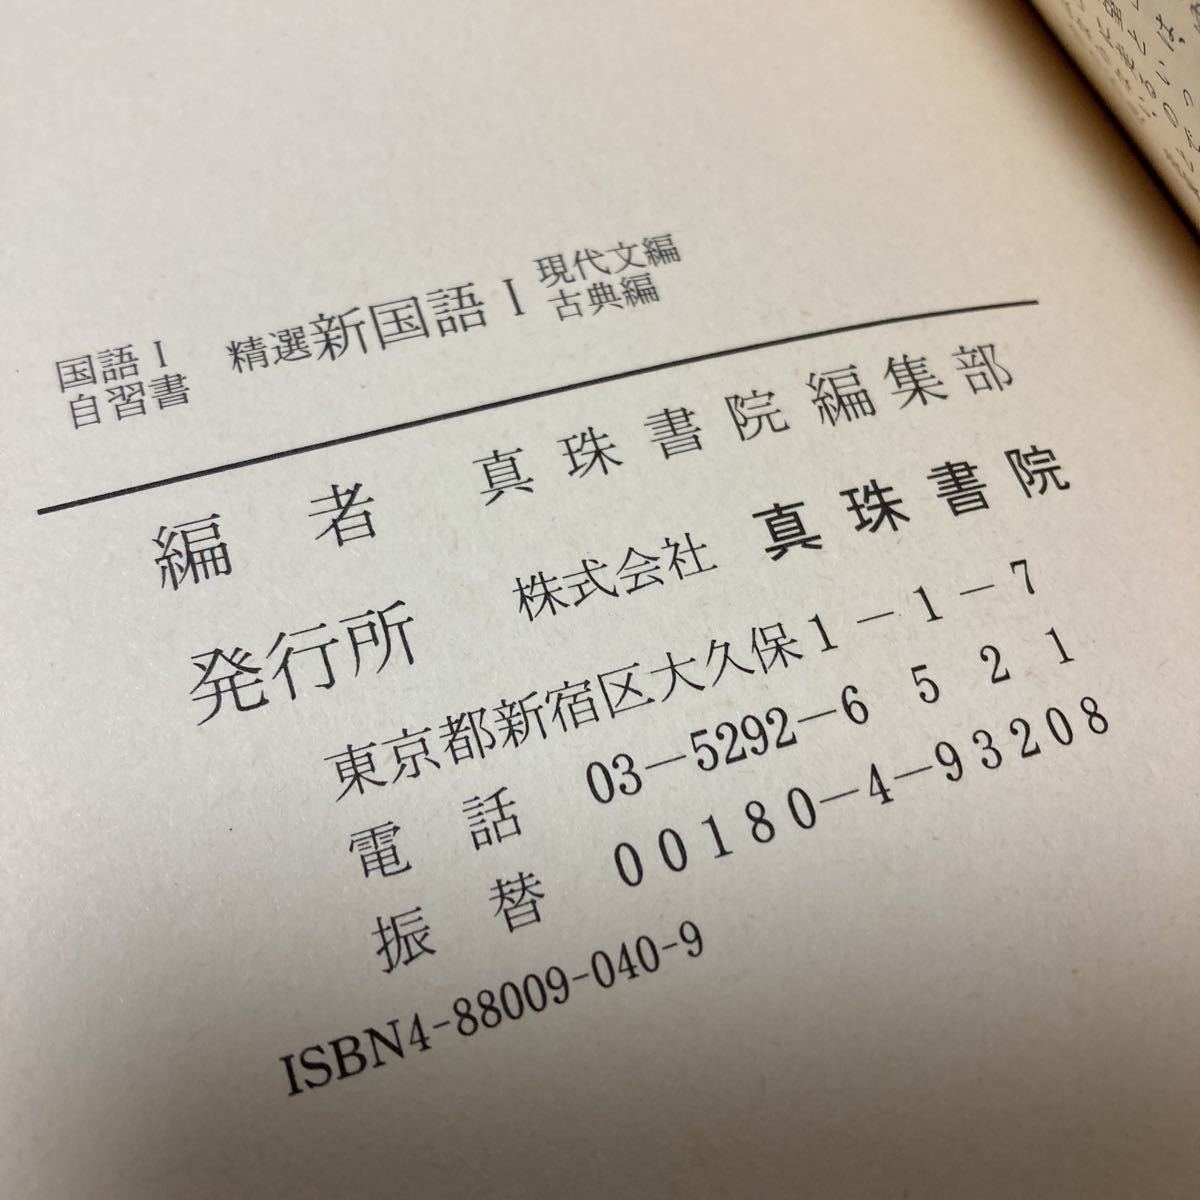 国語Ⅰ
自習書
精選新国語Ⅰ
現代文編
古典編
編者 真珠書院編集部
発行所 株式会社 真珠書院
東京都新宿区大久保1－1－7
電話 03－5292－6521
振替 00180－4－93208
ISBN4-88009-040-9